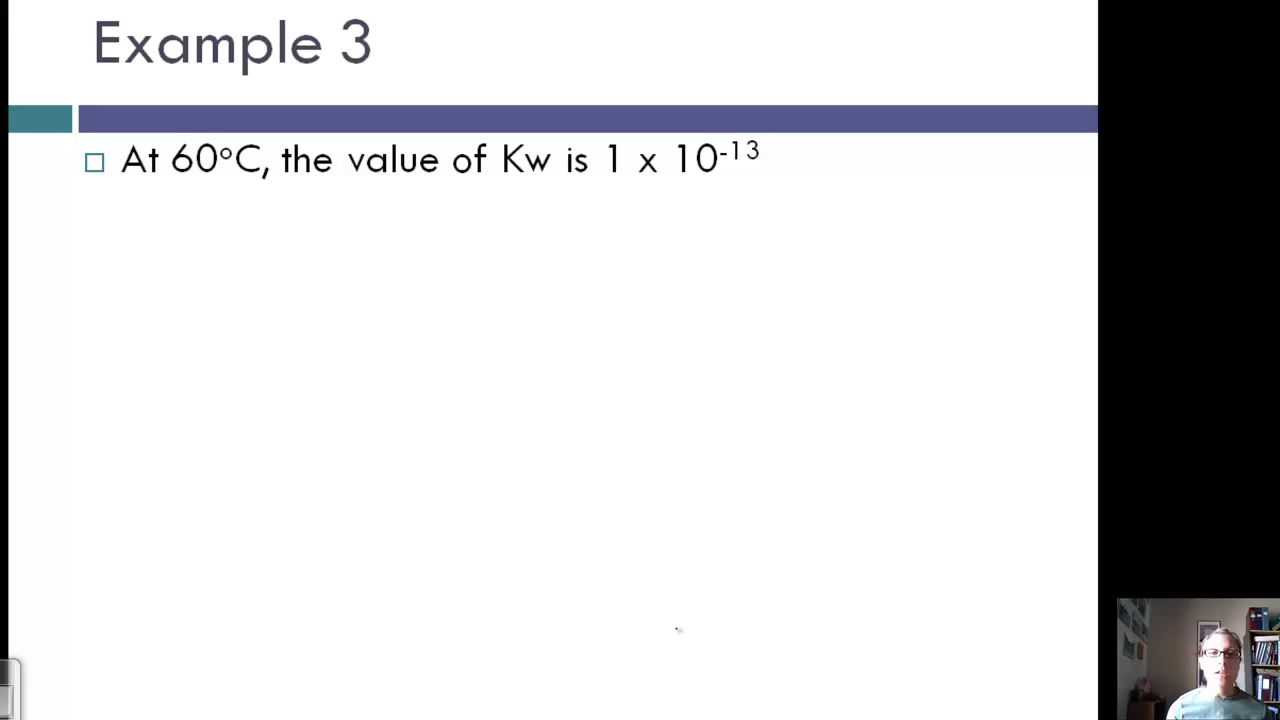 Example 3
At 60°C, the value of Kw is 1 x 10⁻¹³